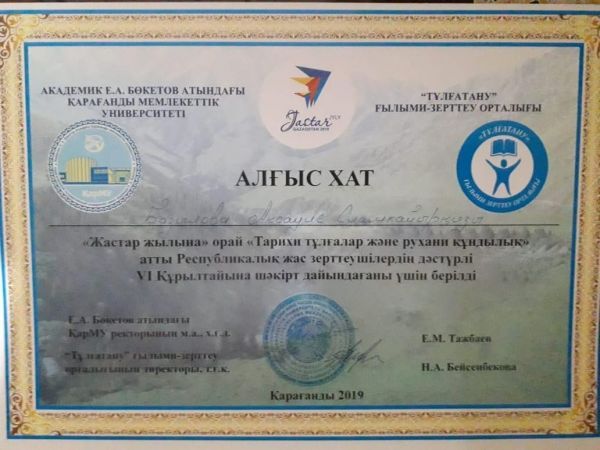 АКАДЕМИК Е.А. БӨКЕТОВ АТЫНДАҒЫ
ҚАРАҒАНДЫ МЕМЛЕКЕТТІК
УНИВЕРСИТЕТІ
Jastar
QAZAQSTAN 2019
"ТҰЛҒАТАНУ"
ҒЫЛЫМИ-ЗЕРТТЕУ ОРТАЛЫҒЫ
ҚарМУ
«ТҰЛҒАТАНУ»
ҒЫЛЫМИ ЗЕРТТЕУ ОРТАЛЫҒЫ
АЛҒЫС ХАТ
«Жастар жылына» орай «Тарихи тұлғалар және рухани құндылық»
атты Республикалық жас зерттеушілердің дәстүрлі
VI Құрылтайына шәкірт дайындағаны үшін берілді
Е.А. Бөкетов атындағы
ҚарМУ ректорының м.а., х.ғ.д.
Е.М. Тажбаев
"Тұлғатану" ғылыми-зерттеу
орталығының директоры, т.ғ.к.
Н.А. Бейсенбекова
Қарағанды 2019